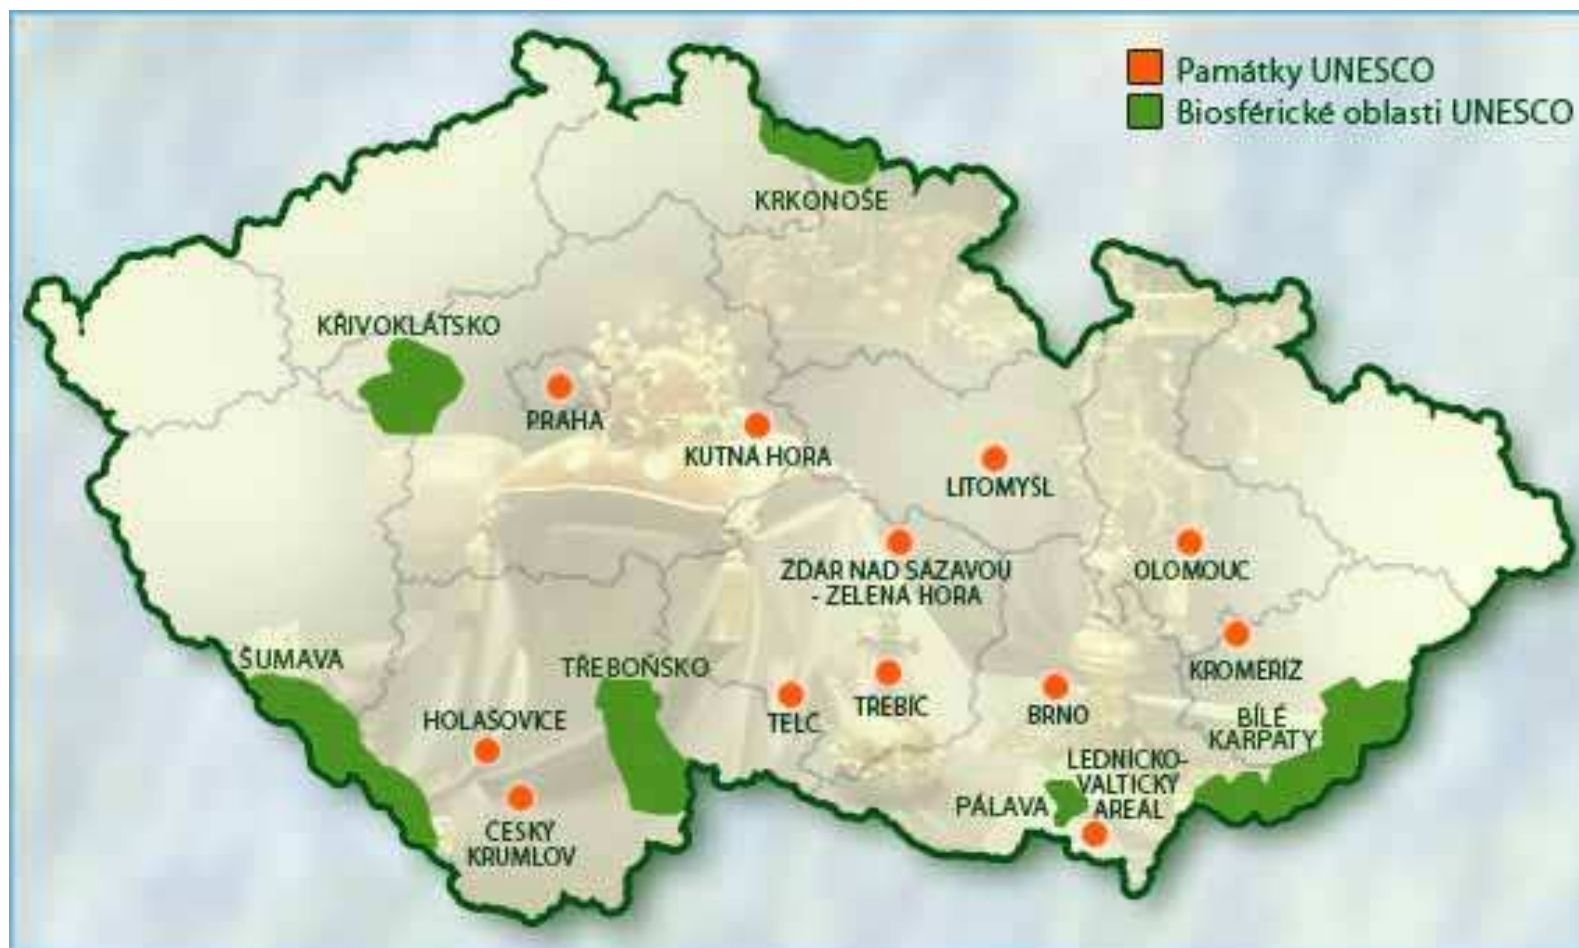 Památky UNESCO
Biosférické oblasti UNESCO
KRKONOŠE
KŘIVOKLÁTSKO
PRAHA
KUTNÁ HORA
LITOMYŠL
ŽĎÁR NAD SÁZAVOU
- ZELENÁ HORA
OLOMOUC
KROMĚŘÍŽ
ŠUMAVA
TŘEBOŇSKO
HOLAŠOVICE
TELČ
TŘEBÍČ
BRNO
BÍLÉ
KARPATY
LEDNICKO-
VALTICKÝ
AREÁL
PÁLAVA
ČESKÝ
KRUMLOV